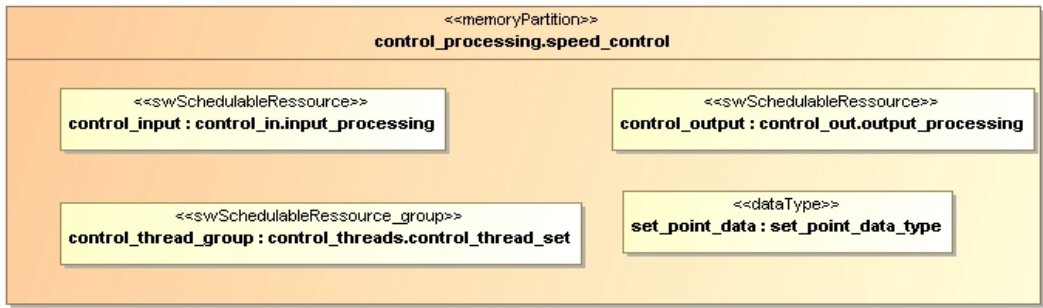 <<memoryPartition>>
control_processing.speed_control
<<swSchedulableRessource>>
control_input : control_in.input_processing
<<swSchedulableRessource>>
control_output : control_out.output_processing
<<swSchedulableRessource_group>>
control_thread_group : control_threads.control_thread_set
<<dataType>>
set_point_data : set_point_data_type